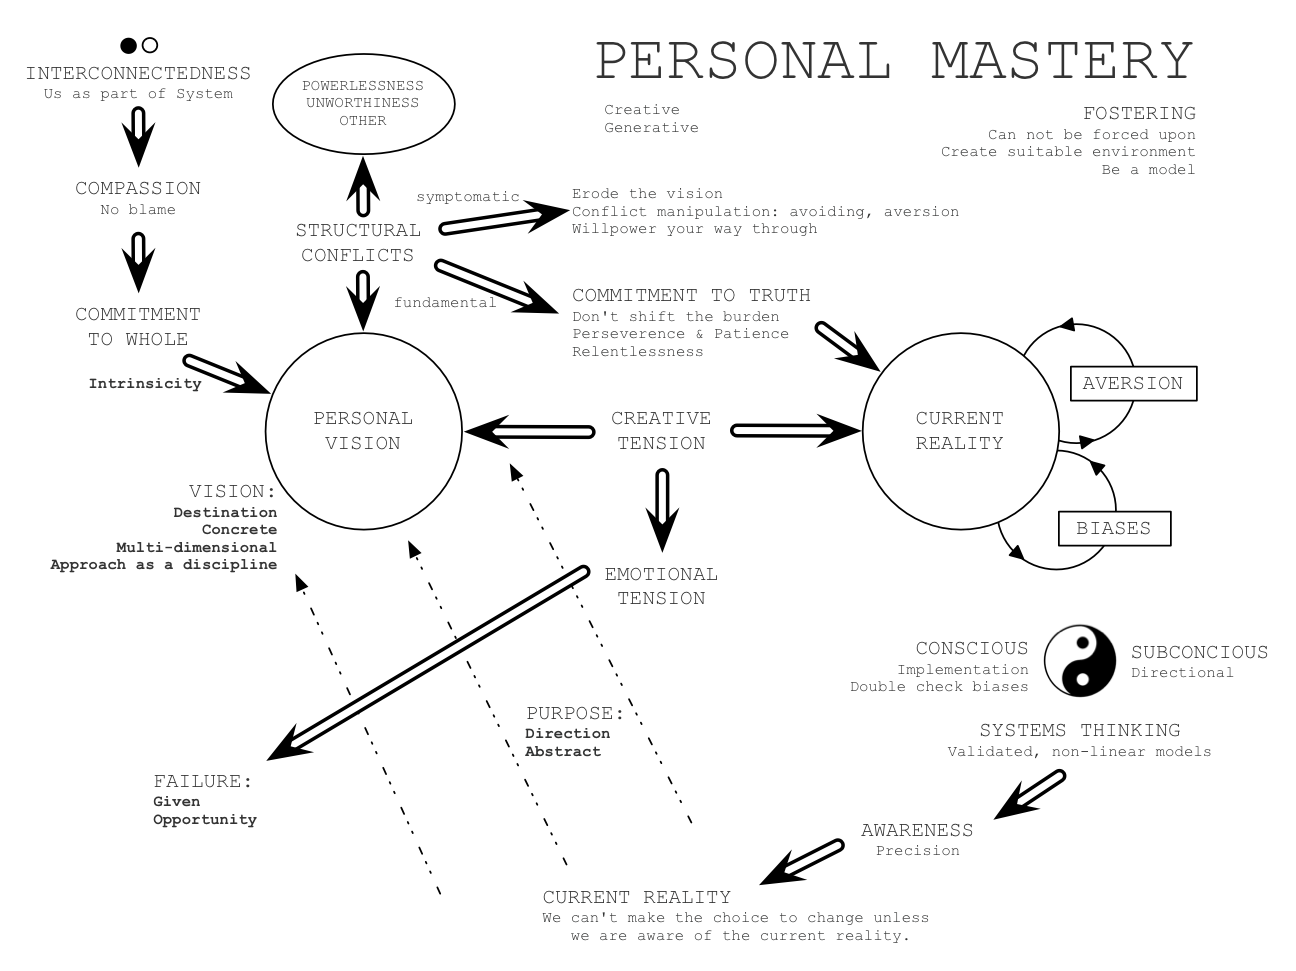 PERSONAL MASTERY
Creative
Generative
FOSTERING
Can not be forced upon
Create suitable environment
Be a model
INTERCONNECTEDNESS
Us as part of System
COMPASSION
No blame
COMMITMENT
TO WHOLE
Intrinsicity
POWERLESSNESS
UNWORTHINESS
OTHER
STRUCTURAL
CONFLICTS
symptomatic
Erode the vision
Conflict manipulation: avoiding, aversion
Willpower your way through
fundamental
COMMITMENT TO TRUTH
Don't shift the burden
Perseverence & Patience
Relentlessness
PERSONAL
VISION
CREATIVE
TENSION
CURRENT
REALITY
AVERSION
BIASES
VISION:
Destination
Concrete
Multi-dimensional
Approach as a discipline
EMOTIONAL
TENSION
CONSCIOUS
Implementation
Double check biases
SUBCONCIOUS
Directional
PURPOSE:
Direction
Abstract
SYSTEMS THINKING
Validated, non-linear models
FAILURE:
Given
Opportunity
AWARENESS
Precision
CURRENT REALITY
We can't make the choice to change unless
we are aware of the current reality.